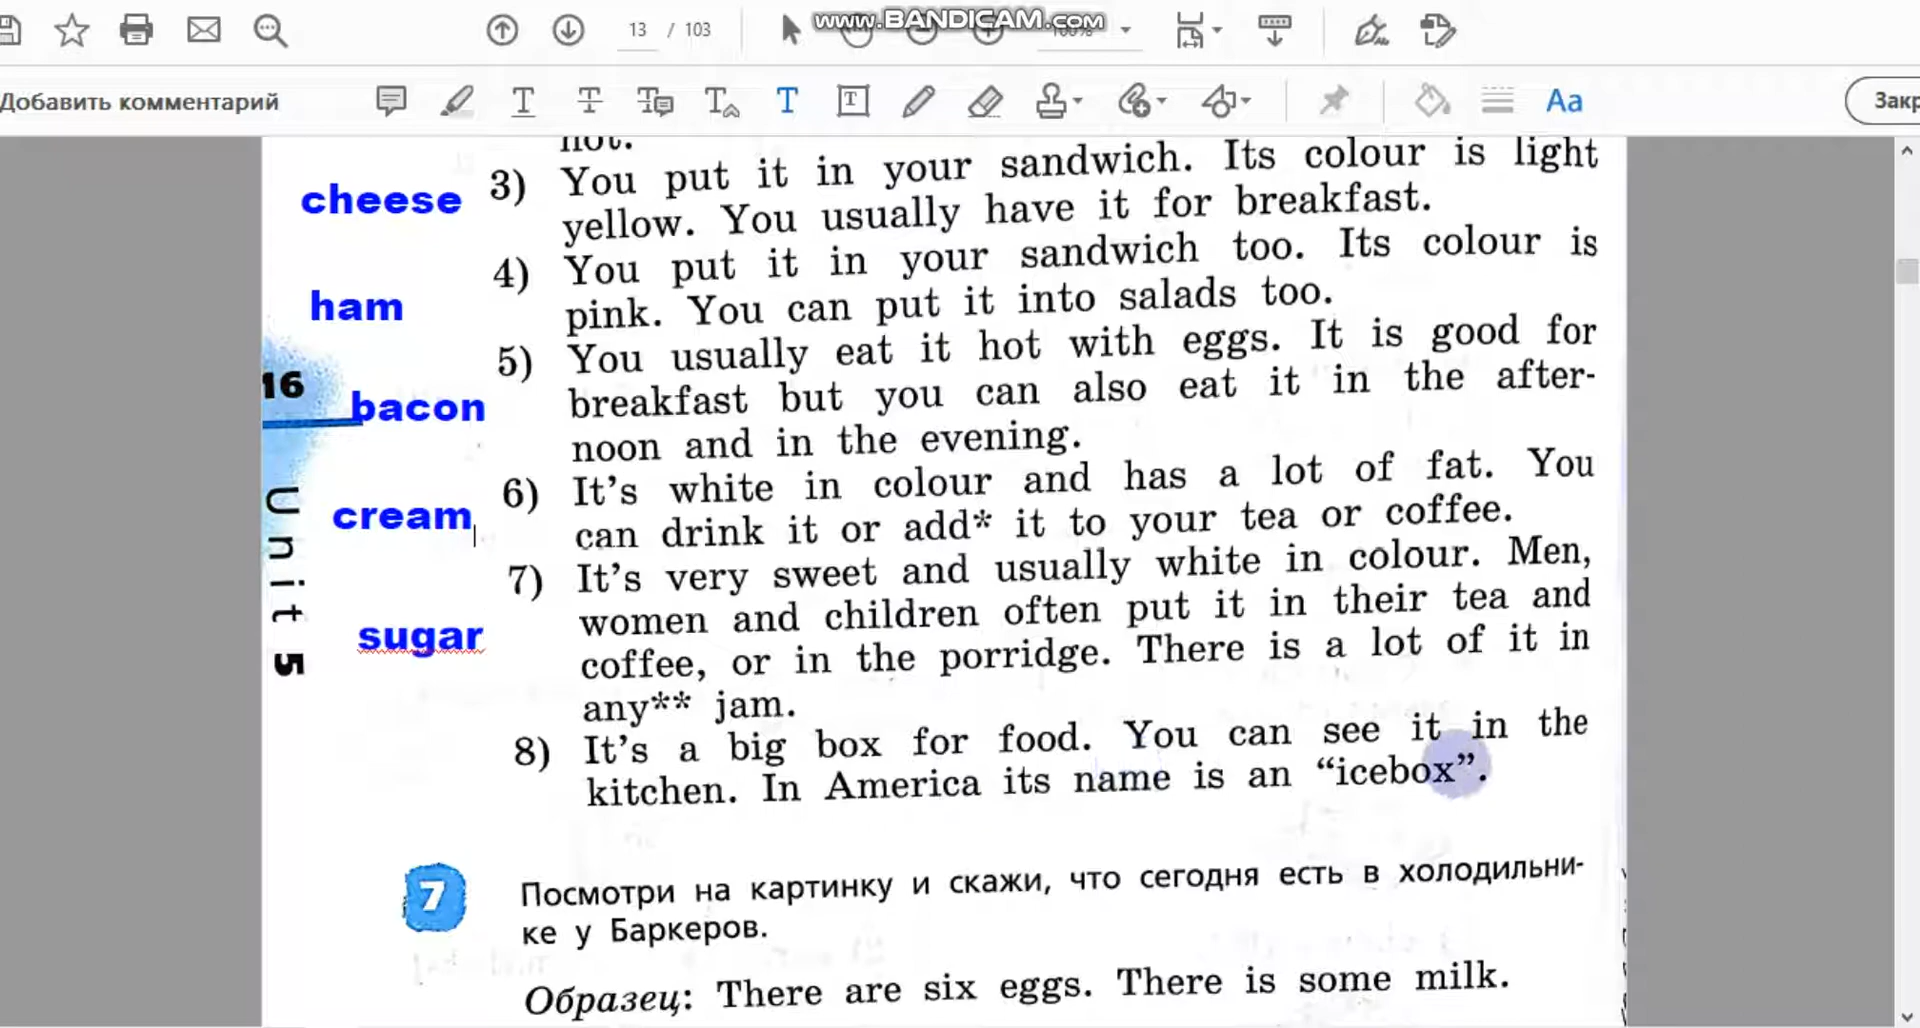 www.BANDICAM.com
13 / 103
100%
Добавить комментарий
Aa
Закр
not.
cheese
3) You put it in your sandwich. Its colour is light
yellow. You usually have it for breakfast.
4) You put it in your sandwich too. Its colour is
ham
pink. You can put it into salads too.
5) You usually eat it hot with eggs. It is good for
16
bacon
breakfast but you can also eat it in the after-
noon and in the evening.
6) It's white in colour and has a lot of fat. You
cream
can drink it or add* it to your tea or coffee.
Unit 5
7) It's very sweet and usually white in colour. Men,
women and children often put it in their tea and
sugar
coffee, or in the porridge. There is a lot of it in
any** jam.
8) It's a big box for food. You can see it in the
kitchen. In America its name is an “icebox”.
7
Посмотри на картинку и скажи, что сегодня есть в холодильни-
ке у Баркеров.
Образец: There are six eggs. There is some milk.